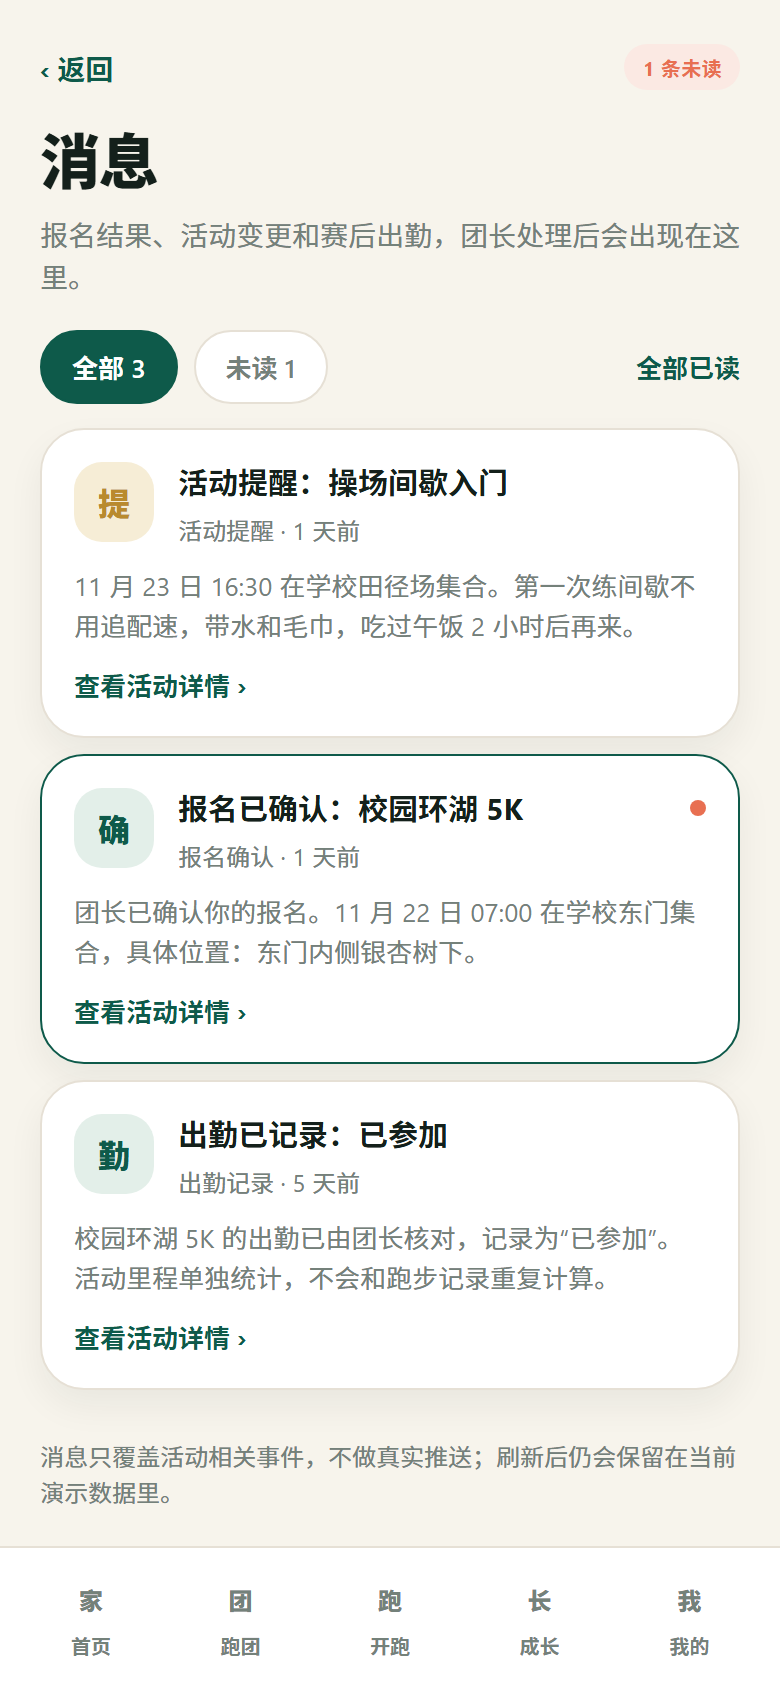 ‹ 返回
1 条未读
消息
报名结果、活动变更和赛后出勤，团长处理后会出现在这
里。
全部 3
未读 1
全部已读
提
活动提醒：操场间歇入门
活动提醒 · 1 天前
11 月 23 日 16:30 在学校田径场集合。第一次练间歇不
用追配速，带水和毛巾，吃过午饭 2 小时后再来。
查看活动详情 ›
确
报名已确认：校园环湖 5K
报名确认 · 1 天前
团长已确认你的报名。11 月 22 日 07:00 在学校东门集
合，具体位置：东门内侧银杏树下。
查看活动详情 ›
勤
出勤已记录：已参加
出勤记录 · 5 天前
校园环湖 5K 的出勤已由团长核对，记录为“已参加”。
活动里程单独统计，不会和跑步记录重复计算。
查看活动详情 ›
消息只覆盖活动相关事件，不做真实推送；刷新后仍会保留在当前
演示数据里。
家
首页
团
跑团
跑
开跑
长
成长
我
我的